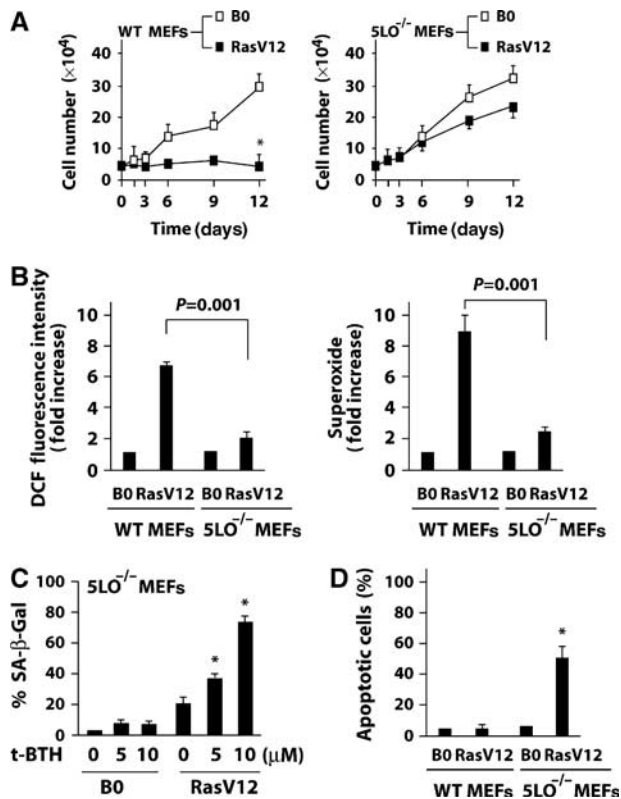 A
WT MEFs B0
RasV12
Cell number (×10⁴)
40
30
20
10
0
*
0 3 6 9 12
Time (days)
5LO⁻/⁻ MEFs B0
RasV12
Cell number (×10⁴)
40
30
20
10
0
0 3 6 9 12
Time (days)
B
DCF fluorescence intensity
(fold increase)
P=0.001
10
8
6
4
2
0
B0 RasV12 B0 RasV12
WT MEFs 5LO⁻/⁻ MEFs
Superoxide
(fold increase)
P=0.001
10
8
6
4
2
0
B0 RasV12 B0 RasV12
WT MEFs 5LO⁻/⁻ MEFs
C
5LO⁻/⁻ MEFs
% SA-β-Gal
100
80
60
40
20
0
* *
t-BTH 0 5 10 0 5 10 (μM)
B0 RasV12
D
Apoptotic cells (%)
100
80
60
40
20
0
*
B0 RasV12 B0 RasV12
WT MEFs 5LO⁻/⁻ MEFs